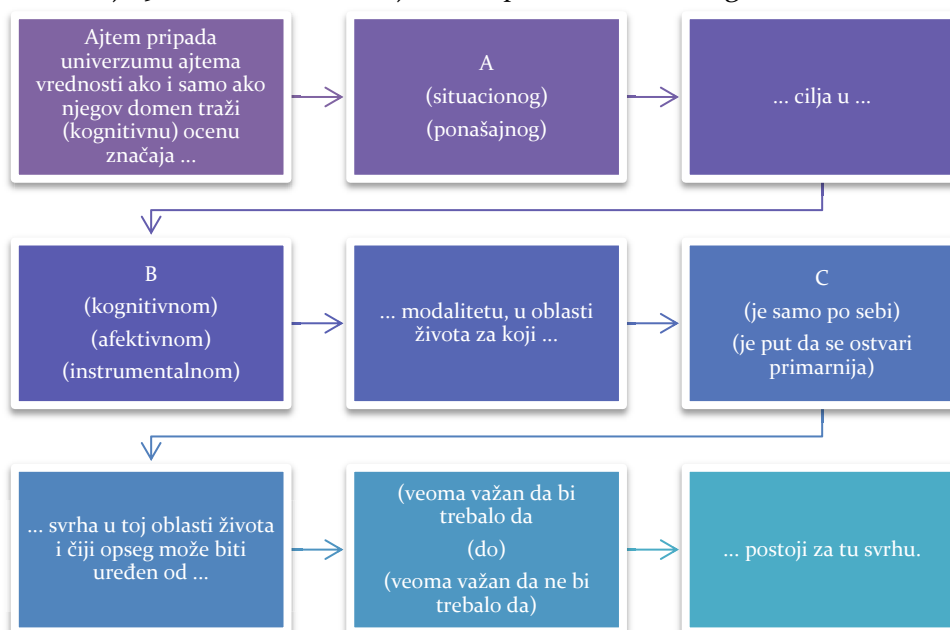 Ajtem pripada
univerzumu ajtema
vrednosti ako i samo ako
njegov domen traži
(kognitivnu) ocenu
značaja ...
A
(situacionog)
(ponašajnog)
... cilja u ...
B
(kognitivnom)
(afektivnom)
(instrumentalnom)
... modalitetu, u oblasti
života za koji ...
C
(je samo po sebi)
(je put da se ostvari
primarnija)
... svrha u toj oblasti života
i čiji opseg može biti
uređen od ...
(veoma važan da bi
trebalo da
(do)
(veoma važan da ne bi
trebalo da)
... postoji za tu svrhu.